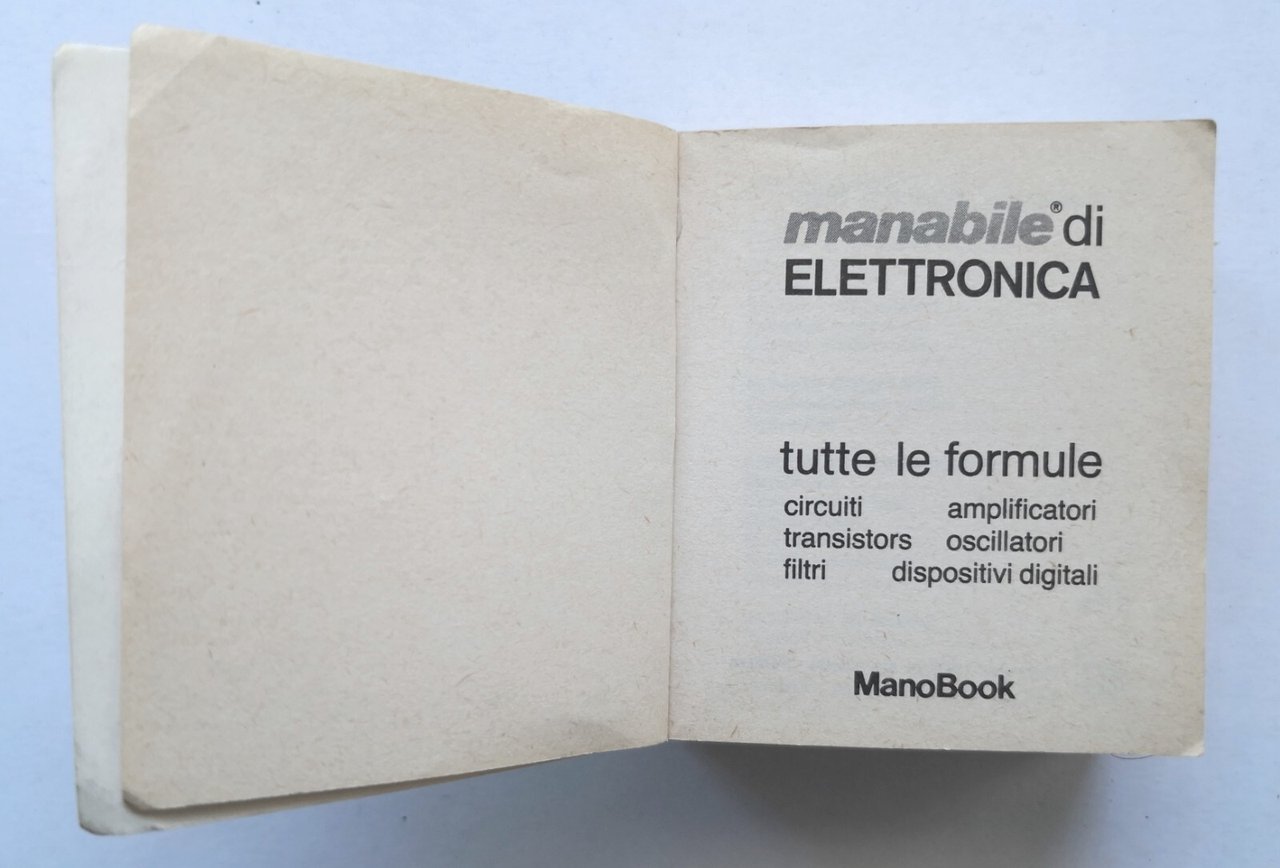 manabile® di
ELETTRONICA
tutte le formule
circuiti amplificatori
transistors oscillatori
filtri dispositivi digitali
ManoBook